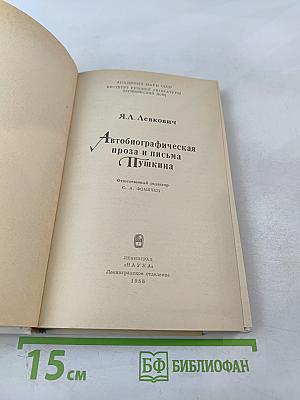 АКАДЕМИЯ НАУК СССР
ИНСТИТУТ РУССКОЙ ЛИТЕРАТУРЫ
(ПУШКИНСКИЙ ДОМ)
Я.Л. Левкович
Автобиографическая
проза и письма
Пушкина
Ответственный редактор
С. А. ФОМИЧЕВ
ЛЕНИНГРАД
«НАУКА»
Ленинградское отделение
1988
15 см
БФ БИБЛИОФАН